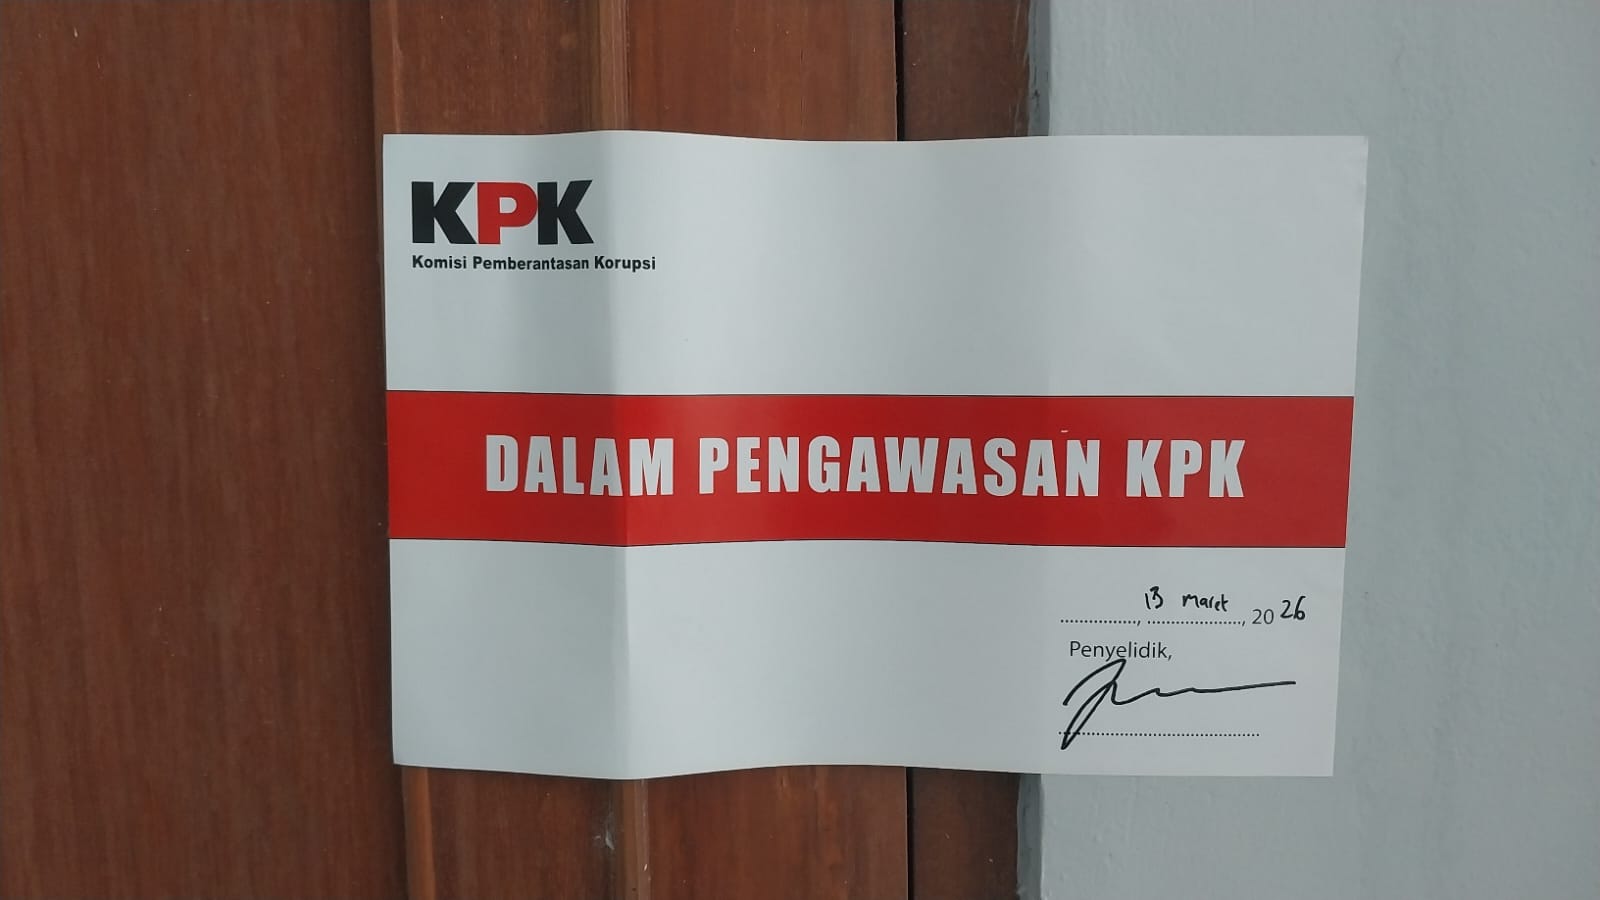 KPK
Komisi Pemberantasan Korupsi
DALAM PENGAWASAN KPK
................, 13 maret, 2026
Penyelidik,